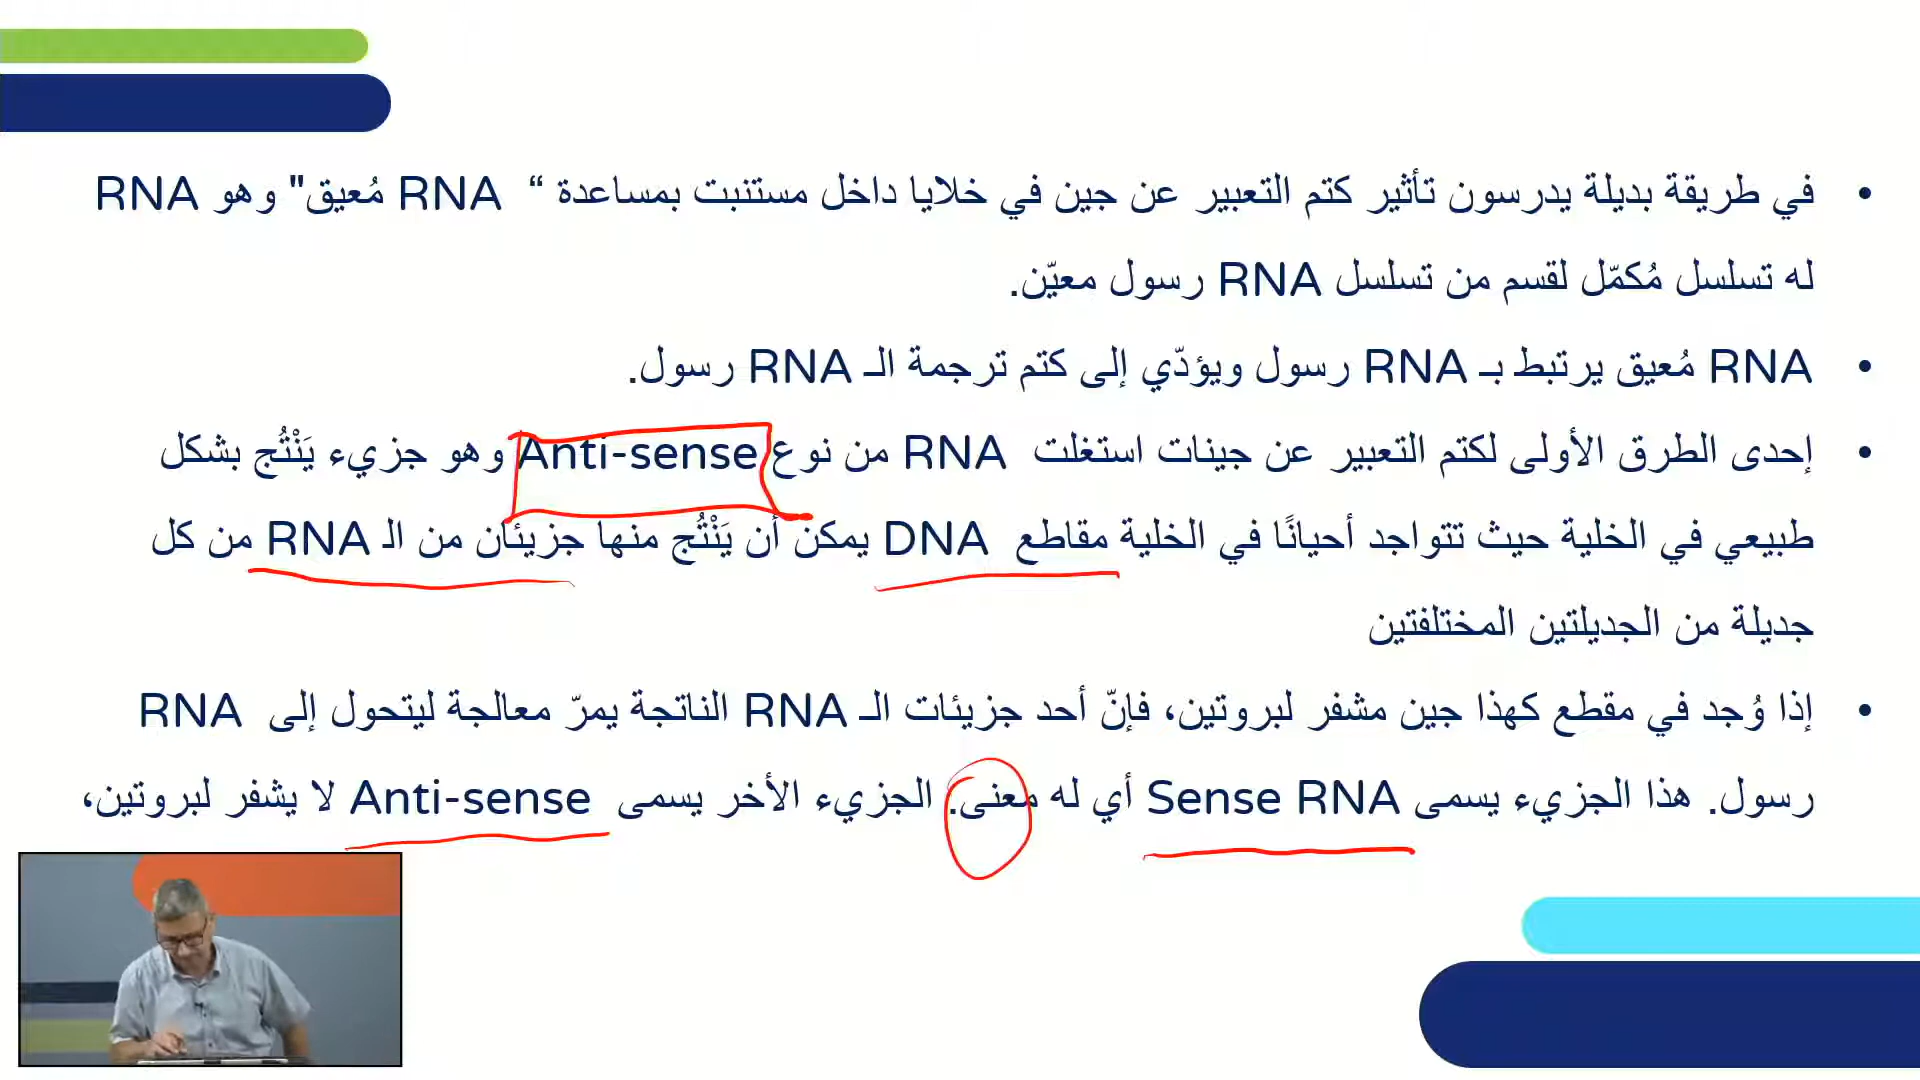 • في طريقة بديلة يدرسون تأثير كتم التعبير عن جين في خلايا داخل مستنبت بمساعدة “ RNA مُعيق" وهو RNA
له تسلسل مُكمّل لقسم من تسلسل RNA رسول معيّن.
• RNA مُعيق يرتبط بـ RNA رسول ويؤدّي إلى كتم ترجمة الـ RNA رسول.
• إحدى الطرق الأولى لكتم التعبير عن جينات استغلت RNA من نوع Anti-sense وهو جزيء يَنْتُج بشكل
طبيعي في الخلية حيث تتواجد أحيانًا في الخلية مقاطع DNA يمكن أن يَنْتُج منها جزيئان من الـ RNA من كل
جديلة من الجديلتين المختلفتين
• إذا وُجد في مقطع كهذا جين مشفر لبروتين، فإنّ أحد جزيئات الـ RNA الناتجة يمرّ معالجة ليتحول إلى RNA
رسول. هذا الجزيء يسمى Sense RNA أي له معنى. الجزيء الأخر يسمى Anti-sense لا يشفر لبروتين،